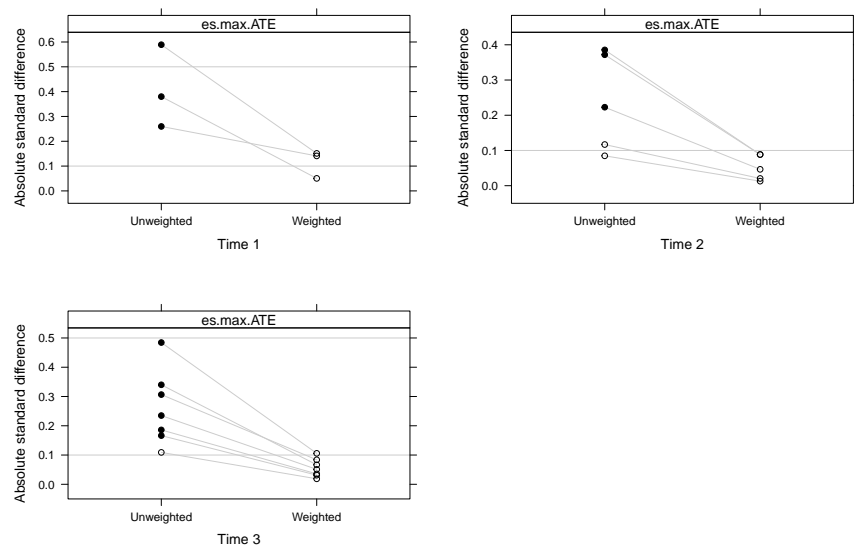 es.max.ATE
Absolute standard difference
0.6
0.5
0.4
0.3
0.2
0.1
0.0
Unweighted Weighted
Time 1
es.max.ATE
Absolute standard difference
0.4
0.3
0.2
0.1
0.0
Unweighted Weighted
Time 2
es.max.ATE
Absolute standard difference
0.5
0.4
0.3
0.2
0.1
0.0
Unweighted Weighted
Time 3